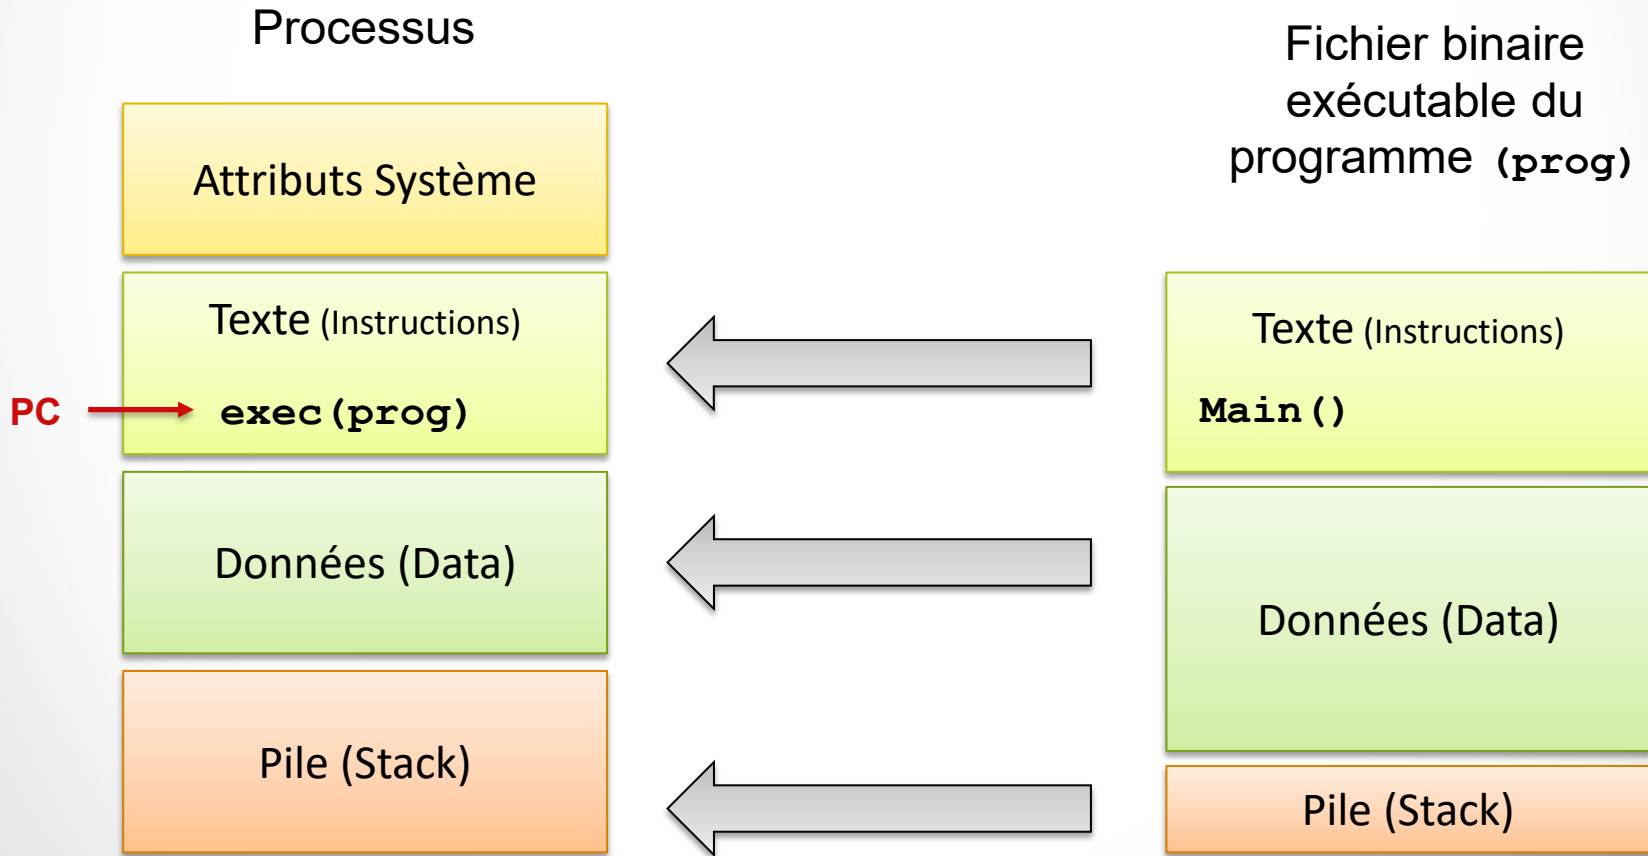 Processus
Attributs Système
Texte (Instructions)
PC
exec(prog)
Données (Data)
Pile (Stack)
Fichier binaire
exécutable du
programme (prog)
Texte (Instructions)
Main()
Données (Data)
Pile (Stack)